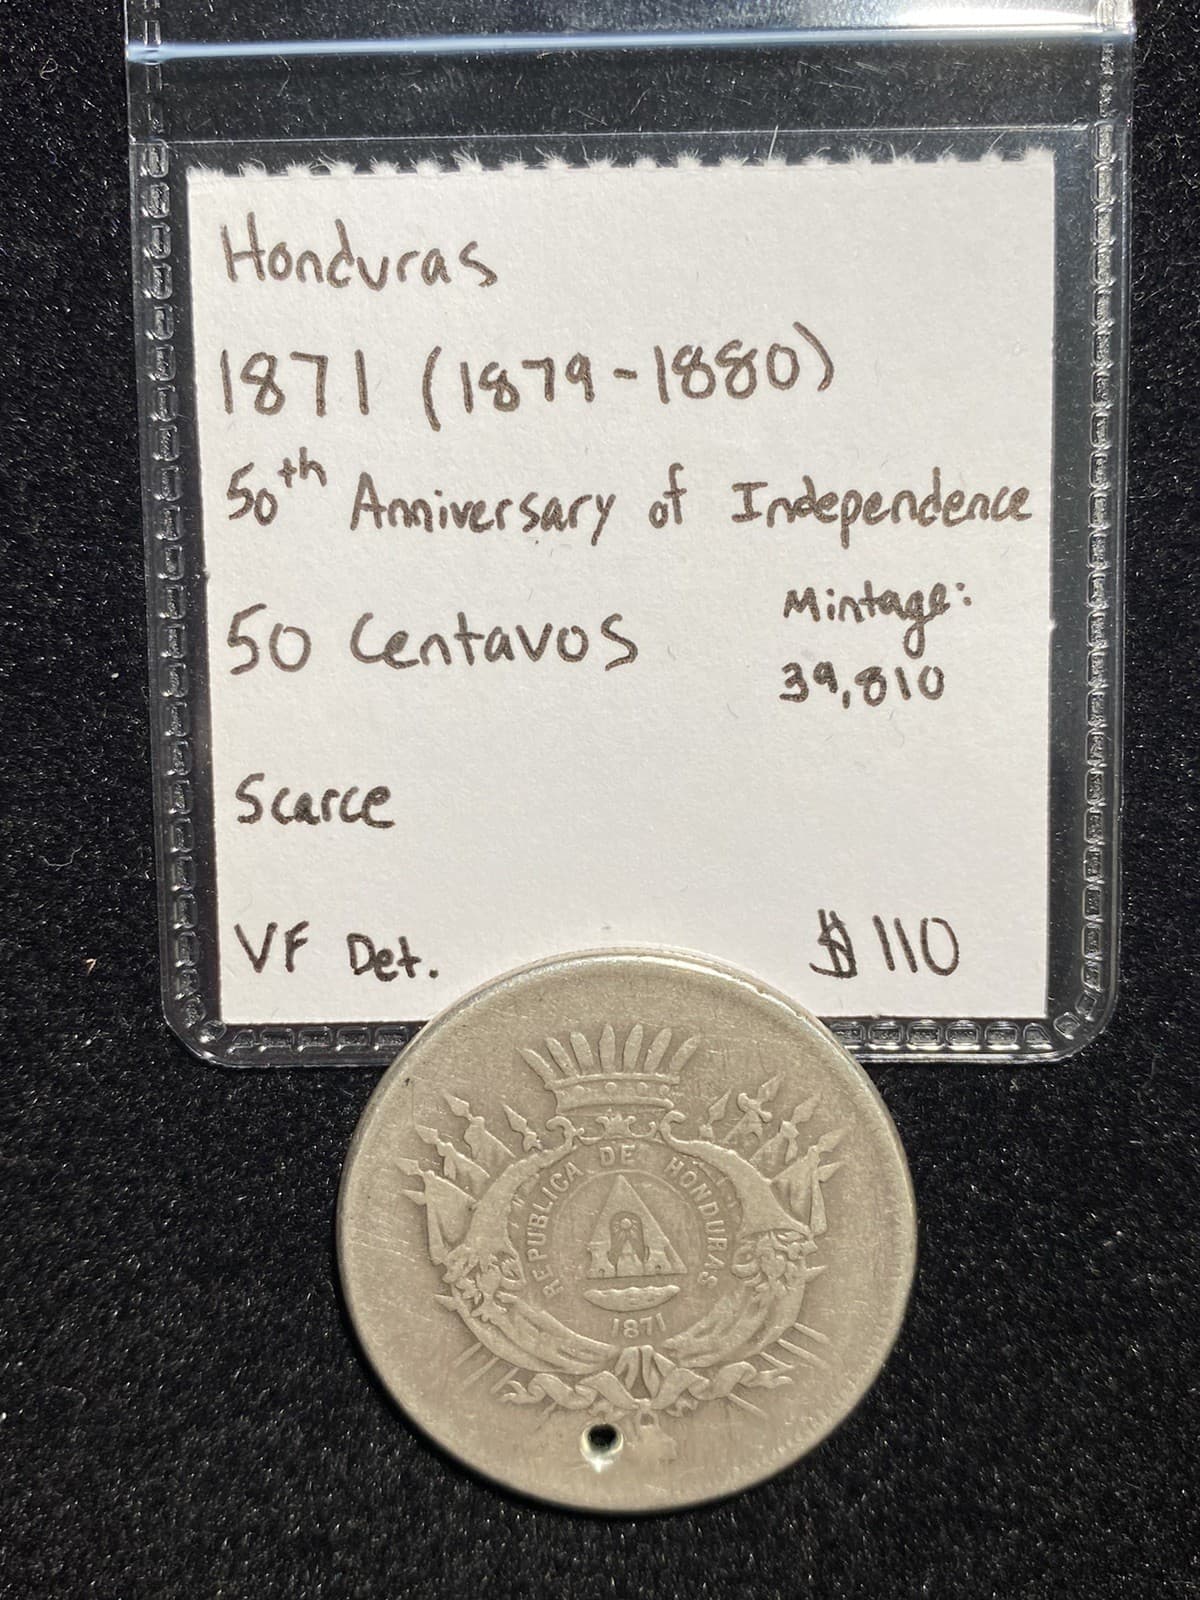 Honduras
1871 (1879-1880)
50th Anniversary of Independence
50 Centavos
Mintage:
39,810
Scarce
VF Det.
$110
REPUBLICA DE HONDURAS
1871